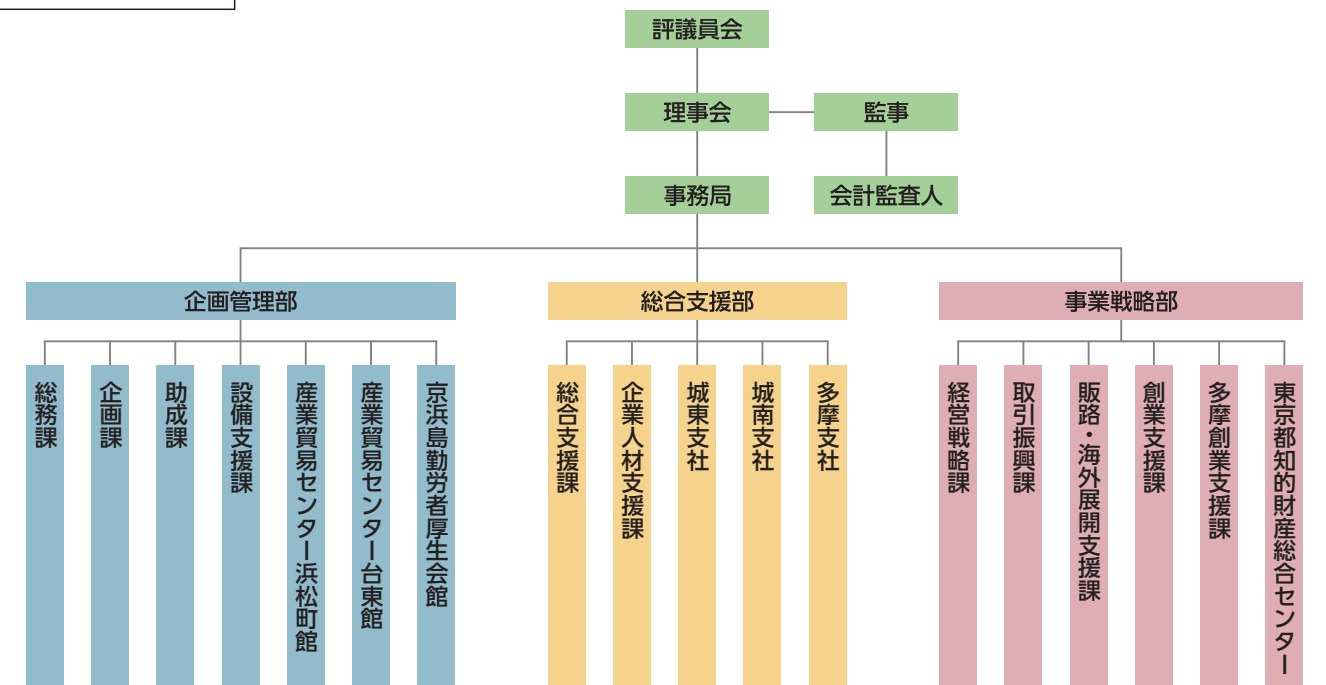 評議員会
理事会
監事
事務局
会計監査人
企画管理部
総合支援部
事業戦略部
総務課
企画課
助成課
設備支援課
産業貿易センター浜松町館
産業貿易センター台東館
京浜島勤労者厚生会館
総合支援課
企業人材支援課
城東支社
城南支社
多摩支社
経営戦略課
取引振興課
販路・海外展開支援課
創業支援課
多摩創業支援課
東京都知的財産総合センター